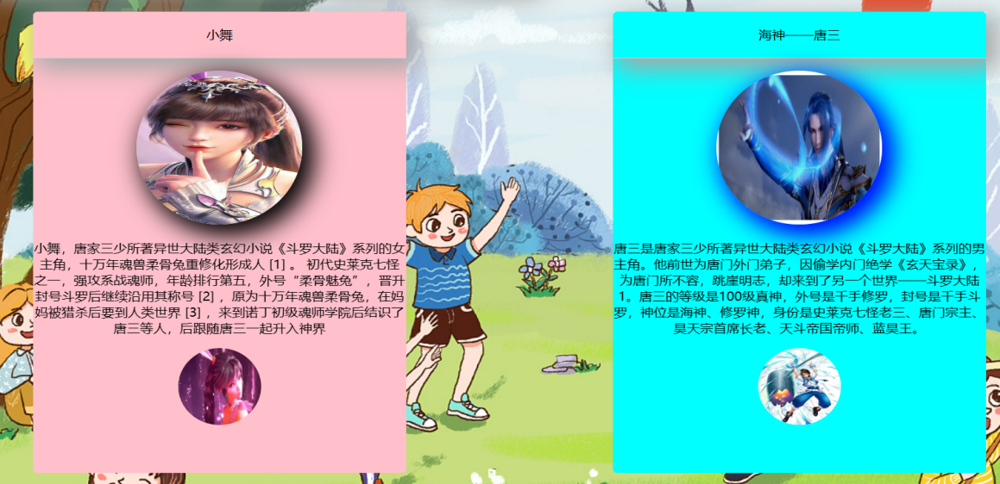 小舞
小舞，唐家三少所著异世大陆类玄幻小说《斗罗大陆》系列的女
主角，十万年魂兽柔骨兔重修化形成人 [1] 。 初代史莱克七怪
之一，强攻系战魂师，年龄排行第五，外号“柔骨魅兔”，晋升
封号斗罗后继续沿用其称号 [2] ，原为十万年魂兽柔骨兔，在妈
妈被猎杀后要到人类世界 [3] ，来到诺丁初级魂师学院后结识了
唐三等人，后跟随唐三一起升入神界
海神——唐三
唐三是唐家三少所著异世大陆类玄幻小说《斗罗大陆》系列的男
主角。他前世为唐门外门弟子，因偷学内门绝学《玄天宝录》，
为唐门所不容，跳崖明志，却来到了另一个世界——斗罗大陆
1。唐三的等级是100级真神，外号是千手修罗，封号是千手斗
罗，神位是海神、修罗神，身份是史莱克七怪老三、唐门宗主、
昊天宗首席长老、天斗帝国帝师、蓝昊王。